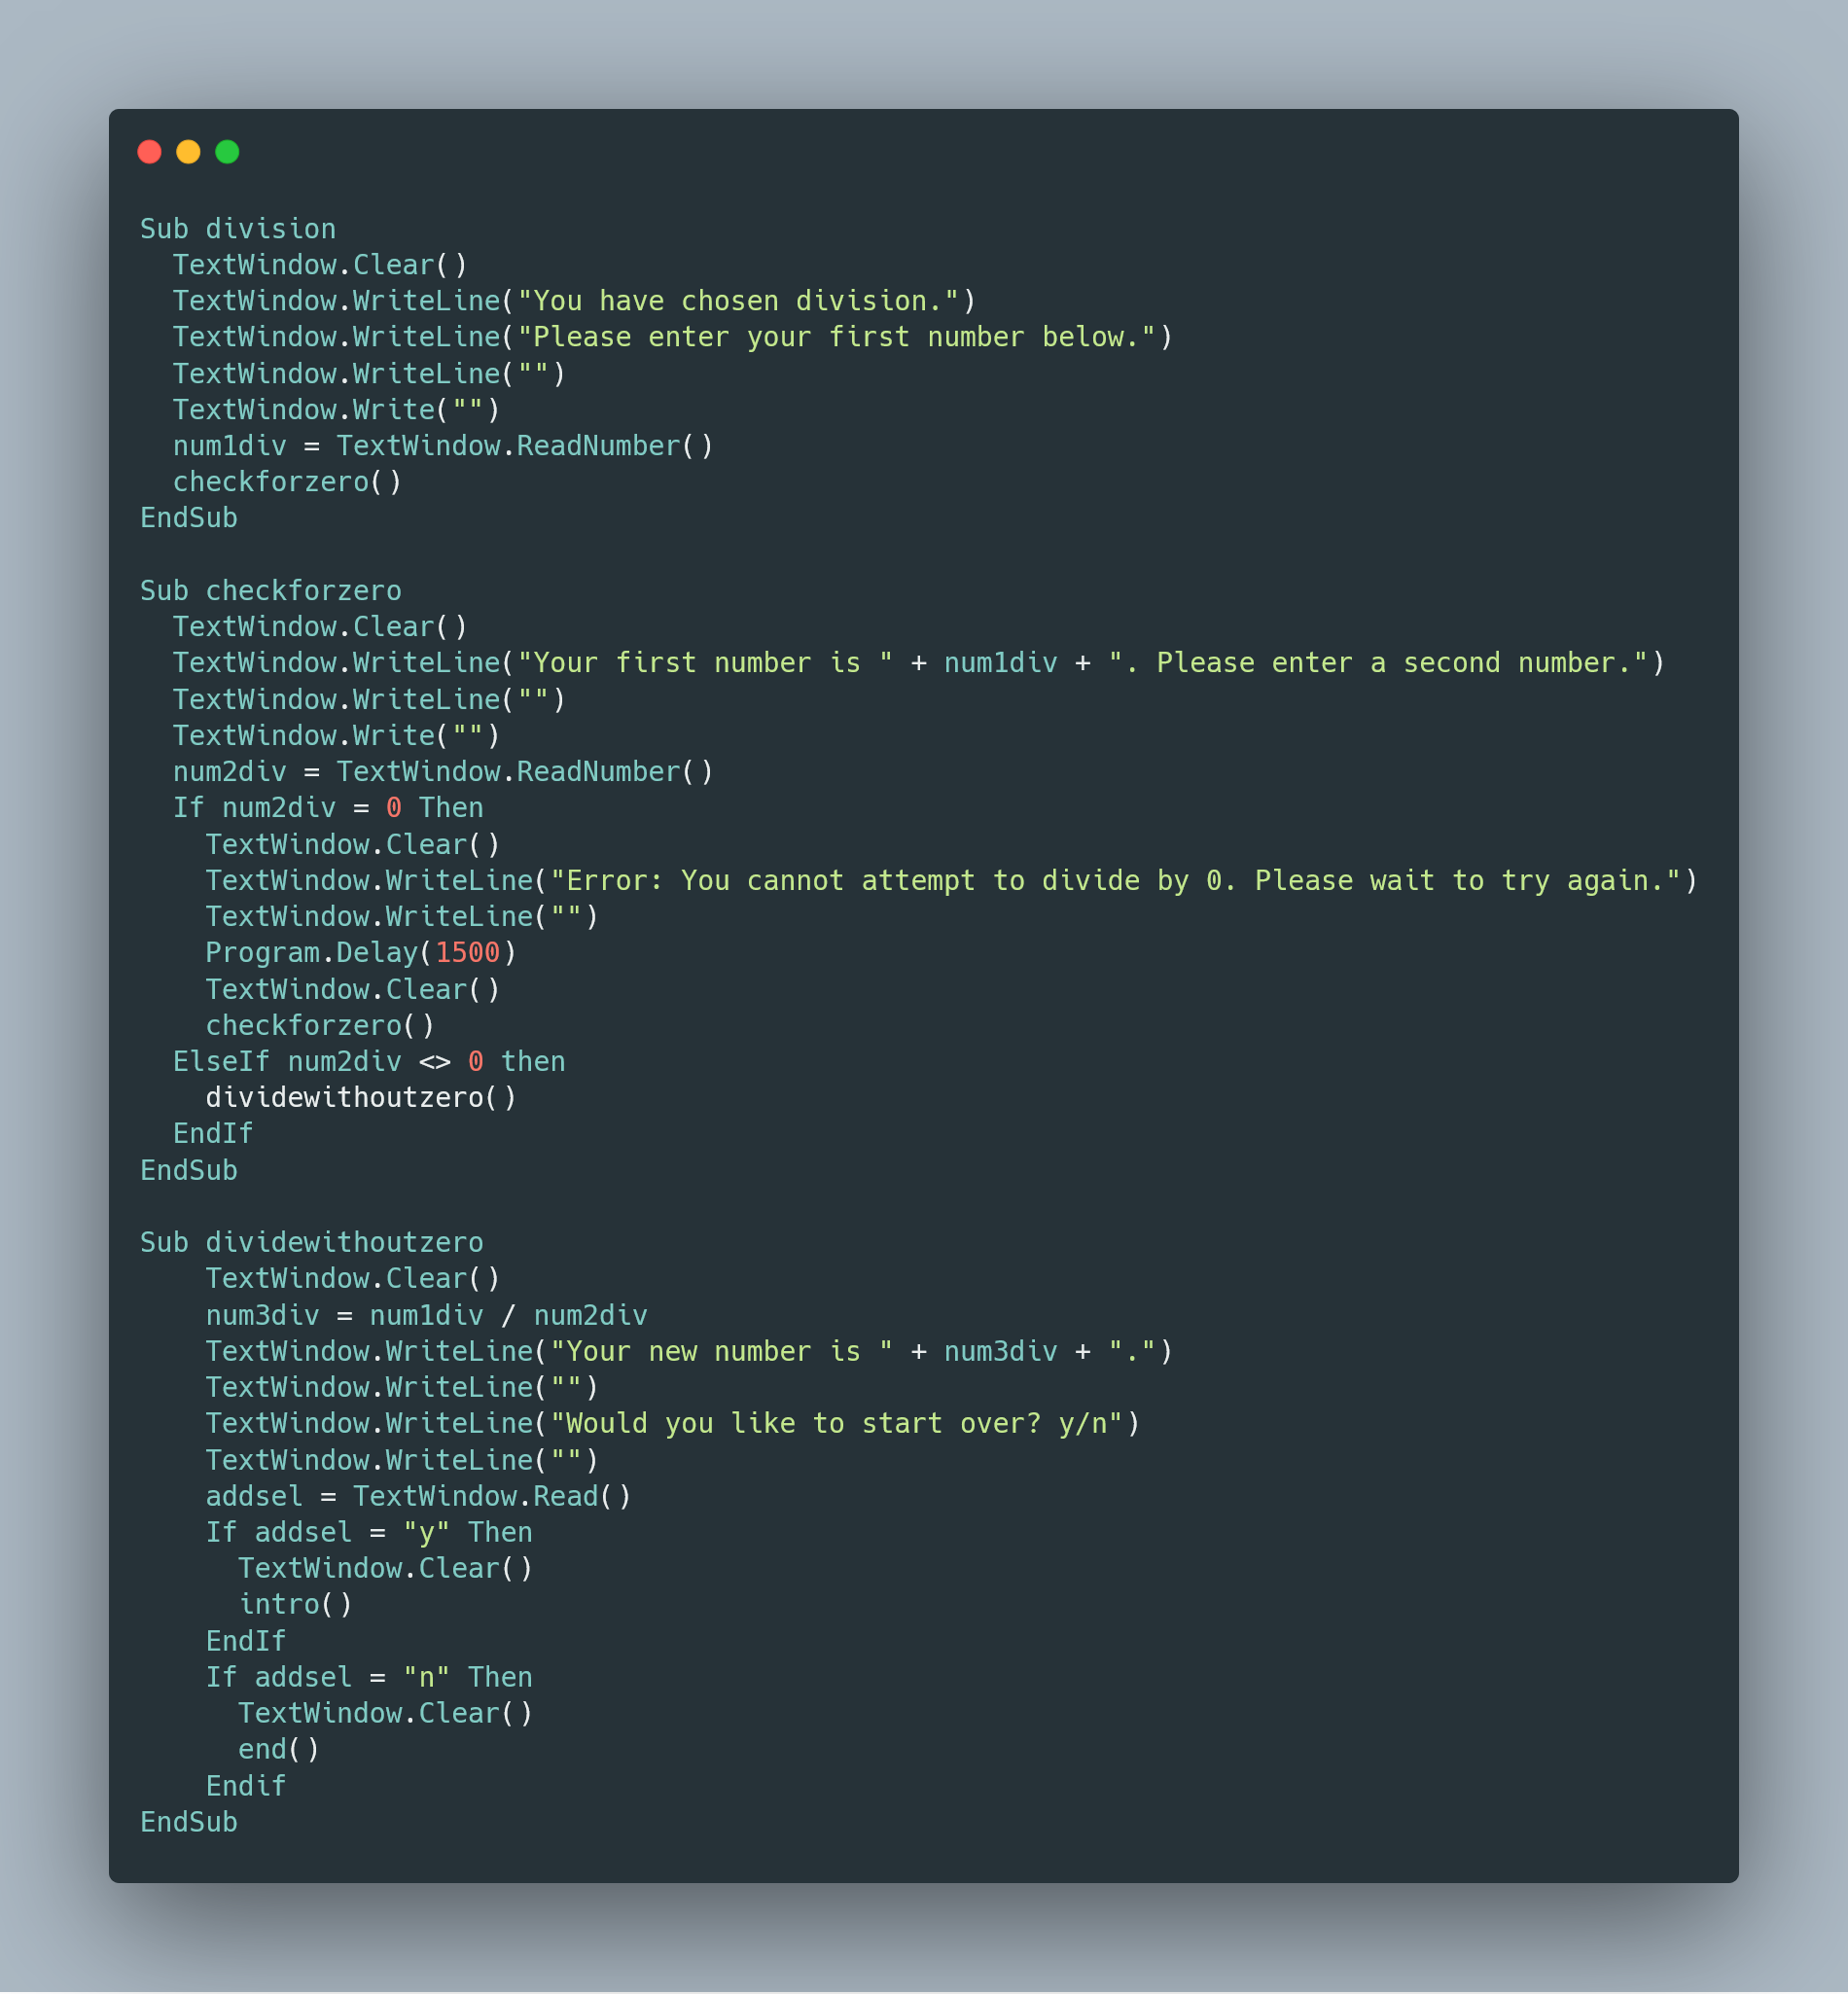 Sub division
  TextWindow.Clear()
  TextWindow.WriteLine("You have chosen division.")
  TextWindow.WriteLine("Please enter your first number below.")
  TextWindow.WriteLine("")
  TextWindow.Write("")
  num1div = TextWindow.ReadNumber()
  checkforzero()
EndSub

Sub checkforzero
  TextWindow.Clear()
  TextWindow.WriteLine("Your first number is " + num1div + ". Please enter a second number.")
  TextWindow.WriteLine("")
  TextWindow.Write("")
  num2div = TextWindow.ReadNumber()
  If num2div = 0 Then
    TextWindow.Clear()
    TextWindow.WriteLine("Error: You cannot attempt to divide by 0. Please wait to try again.")
    TextWindow.WriteLine("")
    Program.Delay(1500)
    TextWindow.Clear()
    checkforzero()
  ElseIf num2div <> 0 then
    dividewithoutzero()
  EndIf
EndSub

Sub dividewithoutzero
    TextWindow.Clear()
    num3div = num1div / num2div
    TextWindow.WriteLine("Your new number is " + num3div + ".")
    TextWindow.WriteLine("")
    TextWindow.WriteLine("Would you like to start over? y/n")
    TextWindow.WriteLine("")
    addsel = TextWindow.Read()
    If addsel = "y" Then
      TextWindow.Clear()
      intro()
    EndIf
    If addsel = "n" Then
      TextWindow.Clear()
      end()
    Endif
EndSub